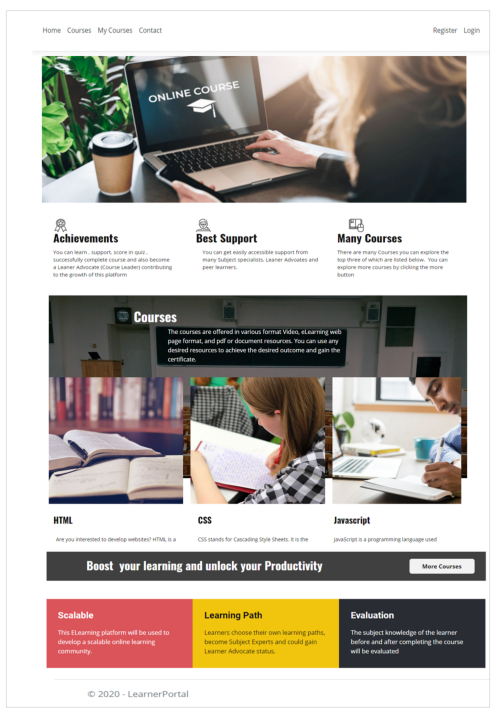 Home Courses My Courses Contact Register Login
ONLINE COURSE
Achievements
You can learn , support, score in quiz ,
successfully complete course and also become
a Leaner Advocate (Course Leader) contributing
to the growth of this platform
Best Support
You can get easily accessible support from
many Subject specialists. Leaner Advoates and
peer learners.
Many Courses
There are many Courses you can explore the
top three of which are listed below. You can
explore more courses by clicking the more
button
Courses
The courses are offered in various format Video, eLearning web
page format, and pdf or document resources. You can use any
desired resources to achieve the desired outcome and gain the
certificate.
HTML
Are you interested to develop websites? HTML is a
CSS
CSS stands for Cascading Style Sheets. It is the
Javascript
JavaScript is a programming language used
Boost your learning and unlock your Productivity
More Courses
Scalable
This ELearning platform will be used to
develop a scalable online learning
community.
Learning Path
Learners choose their own learning paths,
become Subject Experts and could gain
Learner Advocate status.
Evaluation
The subject knowledge of the learner
before and after completing the course
will be evaluated
© 2020 - LearnerPortal